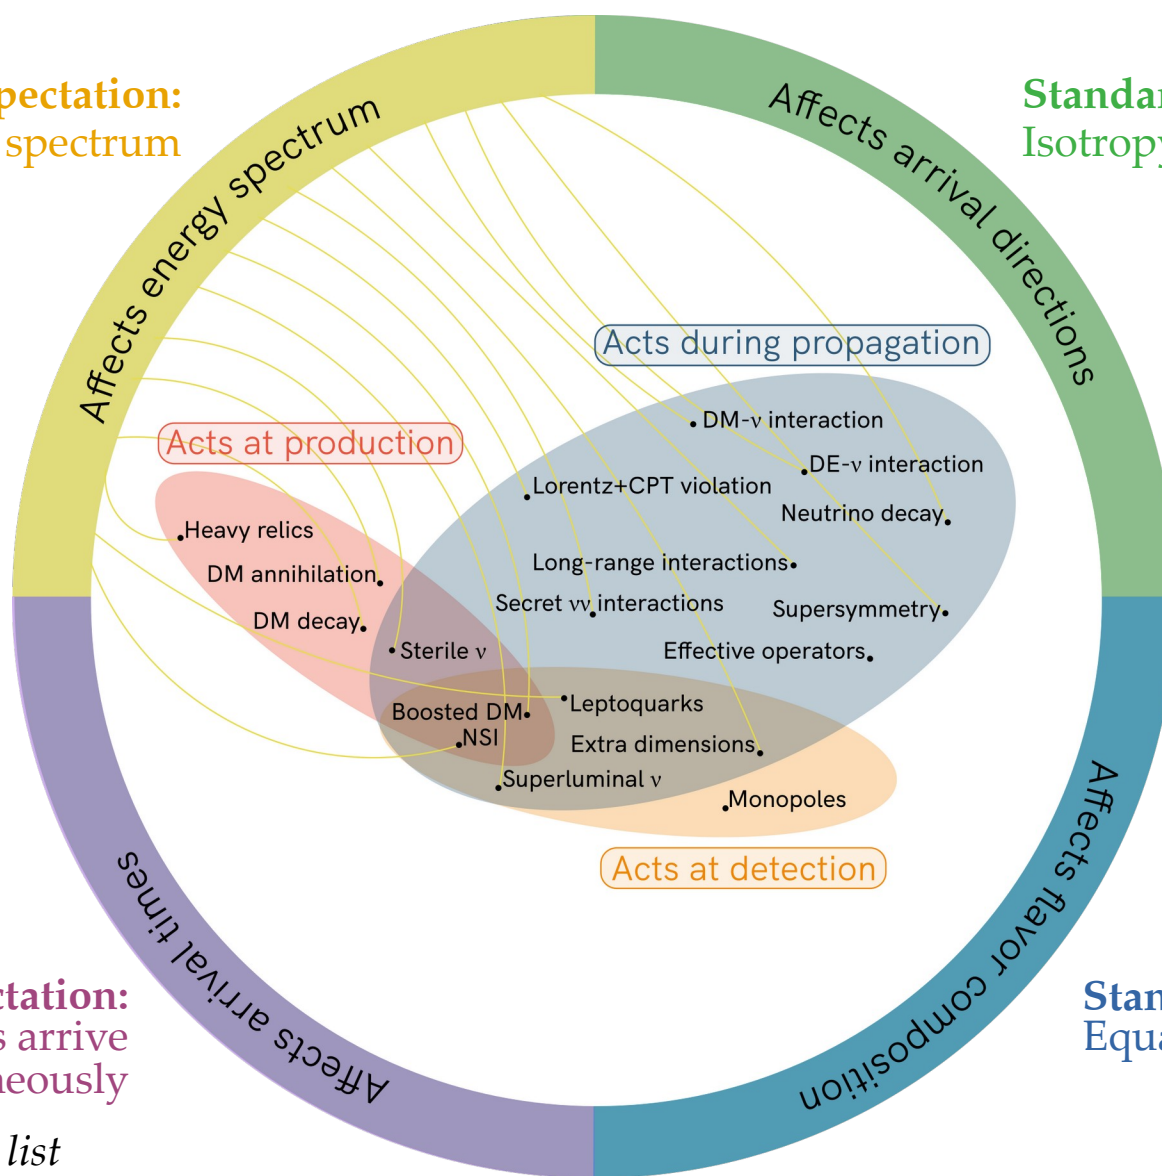 pectation:
spectrum
Standar
Isotropy
Affects energy spectrum
Affects arrival directions
Acts during propagation
DM-ν interaction
Acts at production
DE-ν interaction
Lorentz+CPT violation
Neutrino decay
Heavy relics
Long-range interactions
DM annihilation
Secret νν interactions
Supersymmetry
DM decay
Sterile ν
Effective operators
Leptoquarks
Boosted DM
NSI
Extra dimensions
Superluminal ν
Monopoles
Acts at detection
Affects arrival times
Affects flavor composition
ctation:
s arrive
neously
Stan
Equa
list